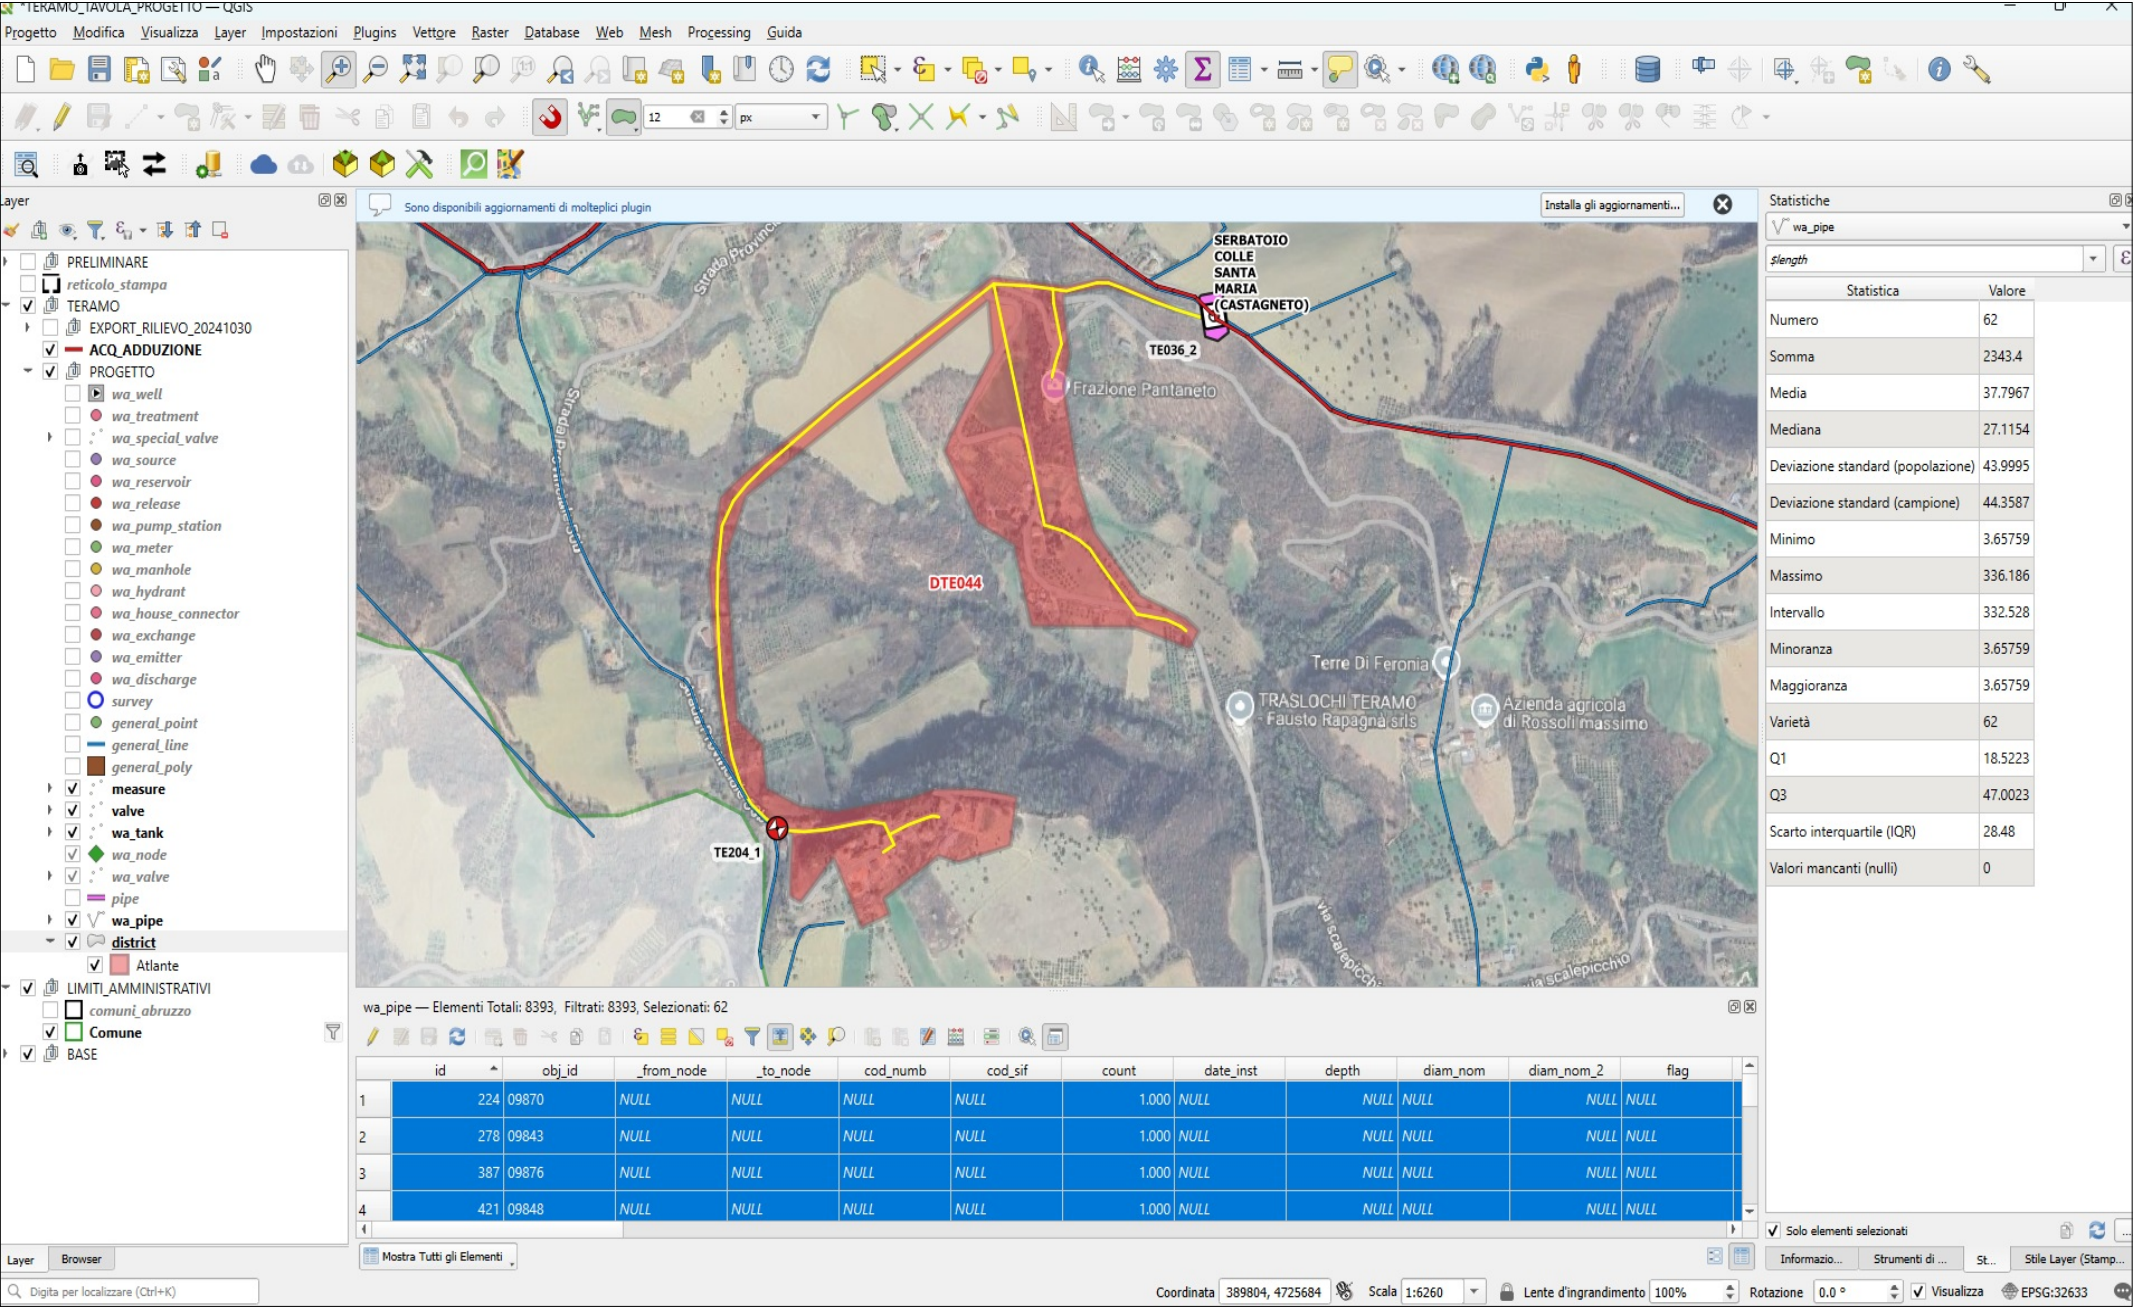 *TERAMO_TAVOLA_PROGETTO — QGIS
Progetto Modifica Visualizza Layer Impostazioni Plugins Vettore Raster Database Web Mesh Processing Guida
12 px
Layer
Sono disponibili aggiornamenti di molteplici plugin
Installa gli aggiornamenti...
PRELIMINARE
reticolo_stampa
TERAMO
EXPORT_RILIEVO_20241030
ACQ_ADDUZIONE
PROGETTO
wa_well
wa_treatment
wa_special_valve
wa_source
wa_reservoir
wa_release
wa_pump_station
wa_meter
wa_manhole
wa_hydrant
wa_house_connector
wa_exchange
wa_emitter
wa_discharge
survey
general_point
general_line
general_poly
measure
valve
wa_tank
wa_node
wa_valve
pipe
wa_pipe
district
Atlante
LIMITI_AMMINISTRATIVI
comuni_abruzzo
Comune
BASE
Layer Browser
Digita per localizzare (Ctrl+K)
Strada Provinciale
SERBATOIO
COLLE
SANTA
MARIA
(CASTAGNETO)
TE036_2
Frazione Pantaneto
Strada Provinciale
DTE044
Terre Di Feronia
TRASLOCHI TERAMO
- Fausto Rapagna srls
Azienda agricola
di Rossoli massimo
TE204_1
via scalepicchio
via scalepicchio
wa_pipe — Elementi Totali: 8393, Filtrati: 8393, Selezionati: 62
id obj_id _from_node _to_node cod_numb cod_sif count date_inst depth diam_nom diam_nom_2 flag
1 224 09870 NULL NULL NULL NULL 1.000 NULL NULL NULL NULL NULL
2 278 09843 NULL NULL NULL NULL 1.000 NULL NULL NULL NULL NULL
3 387 09876 NULL NULL NULL NULL 1.000 NULL NULL NULL NULL NULL
4 421 09848 NULL NULL NULL NULL 1.000 NULL NULL NULL NULL NULL
Mostra Tutti gli Elementi
Statistiche
wa_pipe
$length
Statistica Valore
Numero 62
Somma 2343.4
Media 37.7967
Mediana 27.1154
Deviazione standard (popolazione) 43.9995
Deviazione standard (campione) 44.3587
Minimo 3.65759
Massimo 336.186
Intervallo 332.528
Minoranza 3.65759
Maggioranza 3.65759
Varietà 62
Q1 18.5223
Q3 47.0023
Scarto interquartile (IQR) 28.48
Valori mancanti (nulli) 0
Solo elementi selezionati
Informazio... Strumenti di ... St... Stile Layer (Stamp...
Coordinata 389804, 4725684 Scala 1:6260 Lente d'ingrandimento 100% Rotazione 0.0 ° Visualizza EPSG:32633